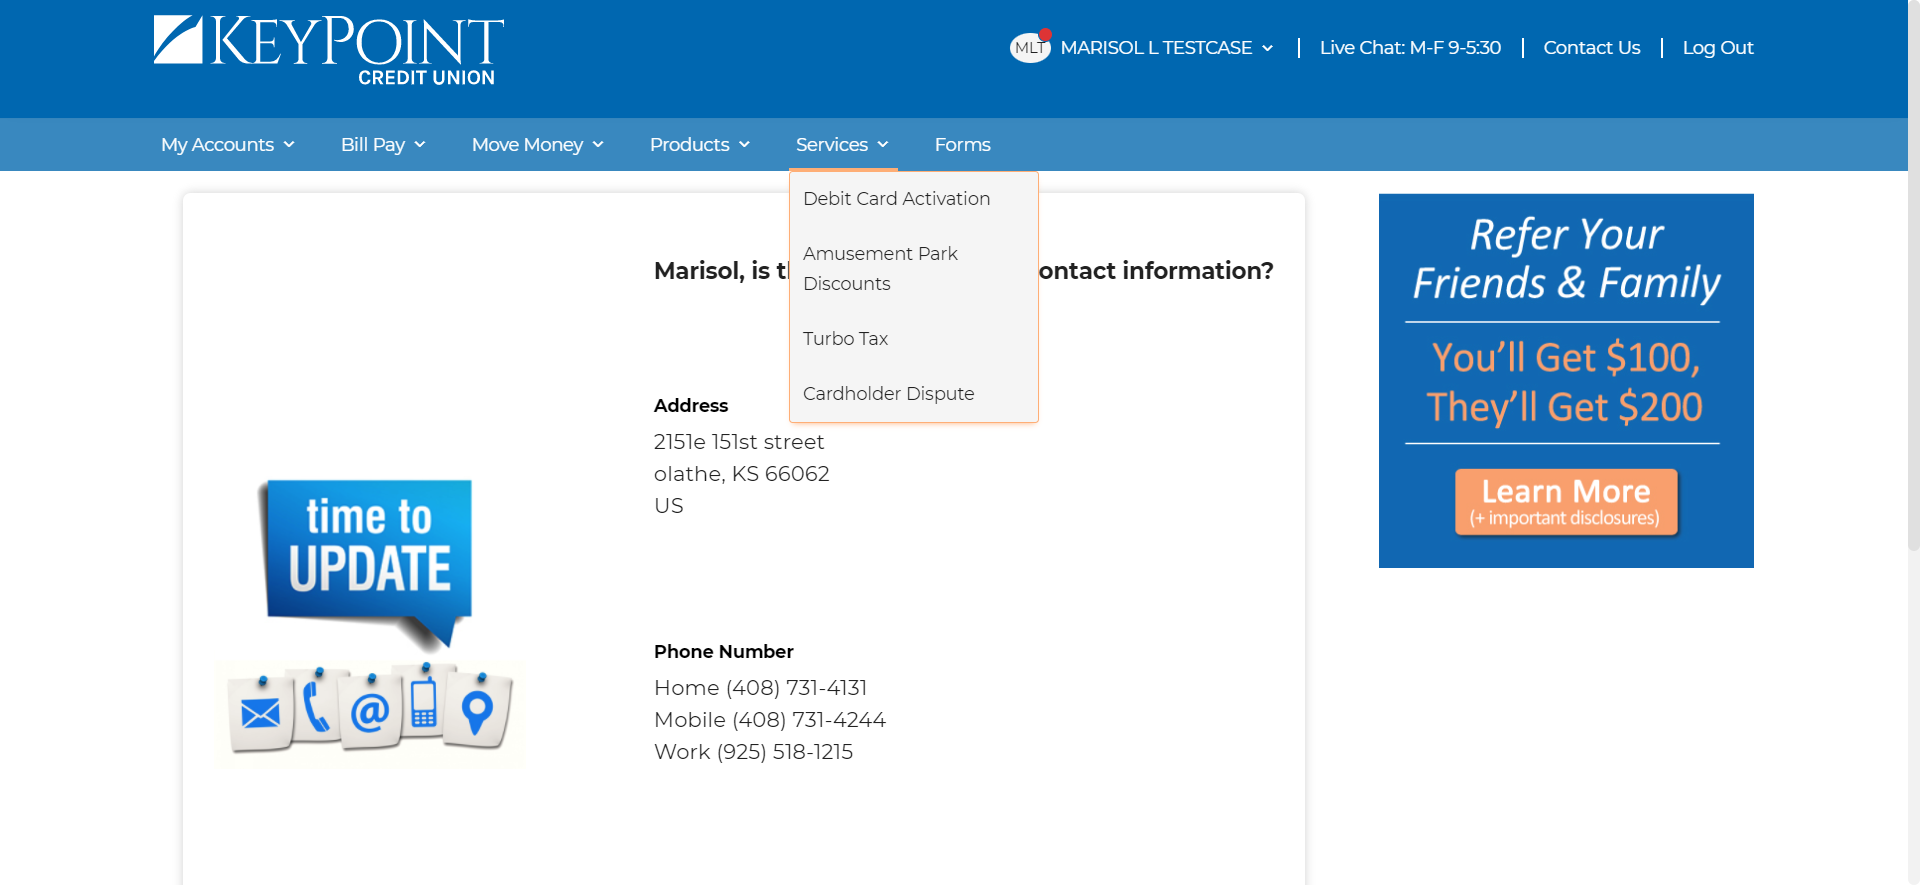 KEYPOINT
CREDIT UNION
MLT MARISOL L TESTCASE
Live Chat: M-F 9-5:30
Contact Us
Log Out
My Accounts
Bill Pay
Move Money
Products
Services
Forms
Debit Card Activation
Amusement Park
Discounts
Turbo Tax
Cardholder Dispute
Marisol, is ontact information?
Address
2151e 151st street
olathe, KS 66062
US
time to
UPDATE
@
Phone Number
Home (408) 731-4131
Mobile (408) 731-4244
Work (925) 518-1215
Refer Your
Friends & Family
You'll Get $100,
They'll Get $200
Learn More
(+ important disclosures)